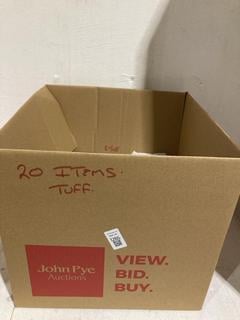 20 ITEMS.
TUFF.
John Pye
Auctions
VIEW.
BID.
BUY.